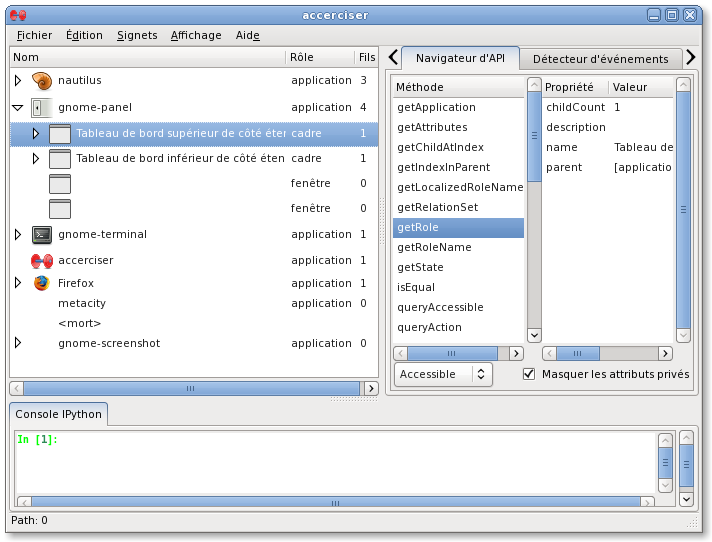 accerciser
Fichier Édition Signets Affichage Aide
Nom Rôle Fils
nautilus application 3
gnome-panel application 4
Tableau de bord supérieur de côté éten cadre 1
Tableau de bord inférieur de côté éten cadre 1
fenêtre 0
fenêtre 0
gnome-terminal application 1
accerciser application 1
Firefox application 1
metacity application 0
<mort>
gnome-screenshot application 0
Navigateur d'API Détecteur d'événements
Méthode
getApplication
getAttributes
getChildAtIndex
getIndexInParent
getLocalizedRoleName
getRelationSet
getRole
getRoleName
getState
isEqual
queryAccessible
queryAction
Propriété Valeur
childCount 1
description
name Tableau de
parent [applicatio
Accessible Masquer les attributs privés
Console IPython
In [1]:
Path: 0